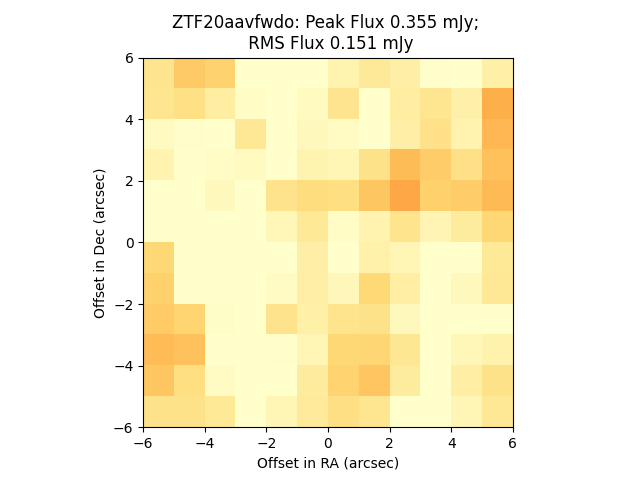 ZTF20aavfwdo: Peak Flux 0.355 mJy;
RMS Flux 0.151 mJy
6
4
2
0
−2
−4
−6
Offset in Dec (arcsec)
−6 −4 −2 0 2 4 6
Offset in RA (arcsec)